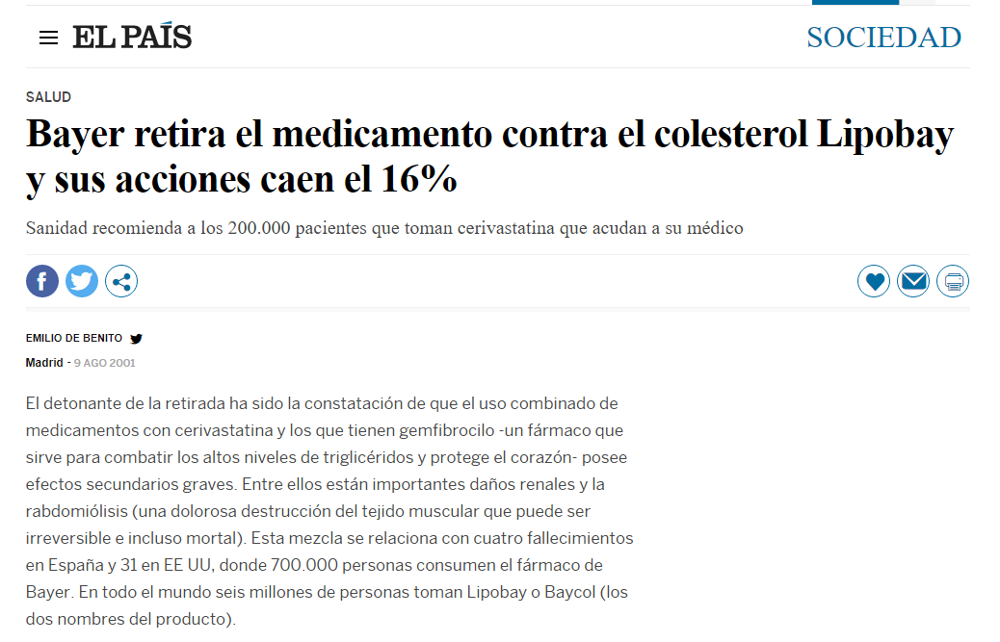 EL PAÍS
SOCIEDAD
SALUD
Bayer retira el medicamento contra el colesterol Lipobay
y sus acciones caen el 16%
Sanidad recomienda a los 200.000 pacientes que toman cerivastatina que acudan a su médico
EMILIO DE BENITO
Madrid - 9 AGO 2001
El detonante de la retirada ha sido la constatación de que el uso combinado de
medicamentos con cerivastatina y los que tienen gemfibrocilo -un fármaco que
sirve para combatir los altos niveles de triglicéridos y protege el corazón- posee
efectos secundarios graves. Entre ellos están importantes daños renales y la
rabdomiólisis (una dolorosa destrucción del tejido muscular que puede ser
irreversible e incluso mortal). Esta mezcla se relaciona con cuatro fallecimientos
en España y 31 en EE UU, donde 700.000 personas consumen el fármaco de
Bayer. En todo el mundo seis millones de personas toman Lipobay o Baycol (los
dos nombres del producto).